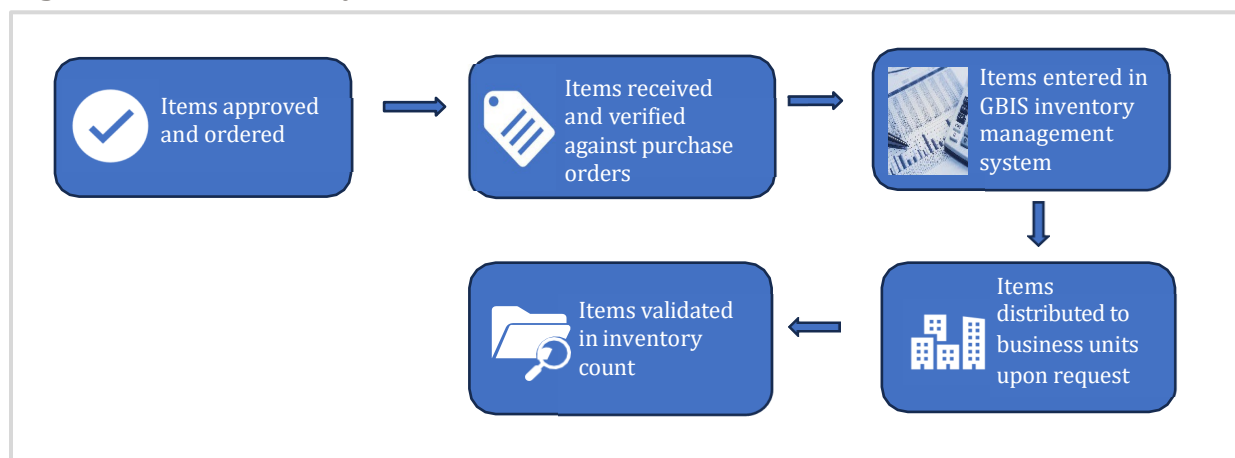 Items approved
and ordered
Items received
and verified
against purchase
orders
Items entered in
GBIS inventory
management
system
Items
distributed to
business units
upon request
Items validated
in inventory
count